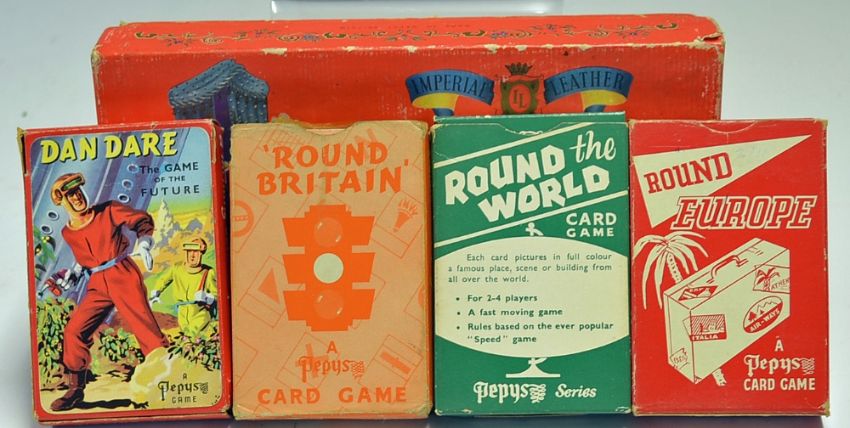 IMPERIAL LEATHER
IL
DAN DARE
The GAME
OF THE
FUTURE
A
Pepys
GAME
'ROUND
BRITAIN'
A
Pepys
CARD GAME
ROUND the
WORLD
CARD
GAME
Each card pictures in full colour
a famous place, scene or building from
all over the world.
• For 2-4 players
• A fast moving game
• Rules based on the ever popular
"Speed" game
Pepys Series
ROUND
EUROPE
ATHENS
AIR-WAYS
ITALIA
A
Pepys
CARD GAME